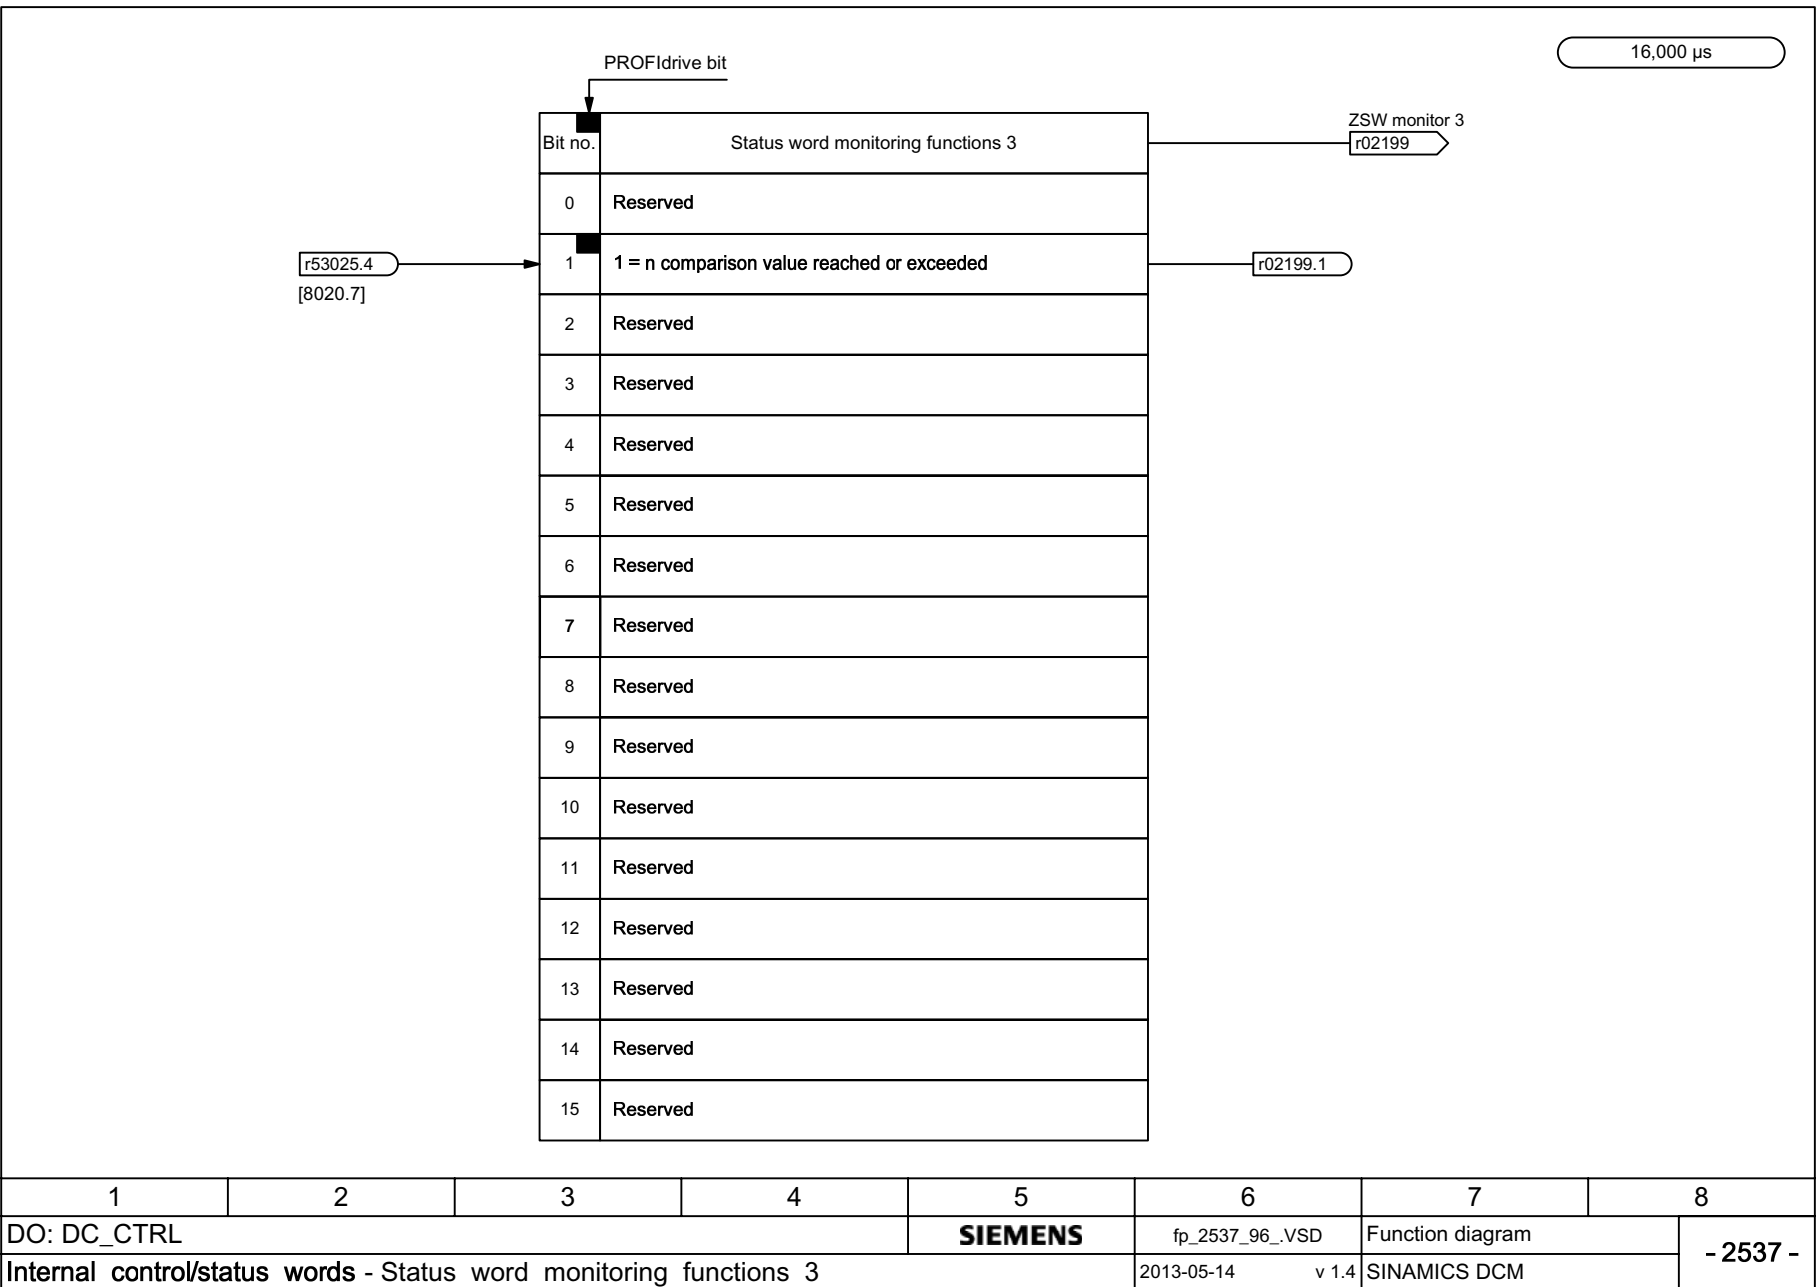 16,000 µs
PROFIdrive bit
ZSW monitor 3
Bit no. Status word monitoring functions 3 r02199
0 Reserved
r53025.4 1 1 = n comparison value reached or exceeded r02199.1
[8020.7]
2 Reserved
3 Reserved
4 Reserved
5 Reserved
6 Reserved
7 Reserved
8 Reserved
9 Reserved
10 Reserved
11 Reserved
12 Reserved
13 Reserved
14 Reserved
15 Reserved
1 2 3 4 5 6 7 8
DO: DC_CTRL SIEMENS fp_2537_96_.VSD Function diagram
- 2537 -
Internal control/status words - Status word monitoring functions 3 2013-05-14 v 1.4 SINAMICS DCM